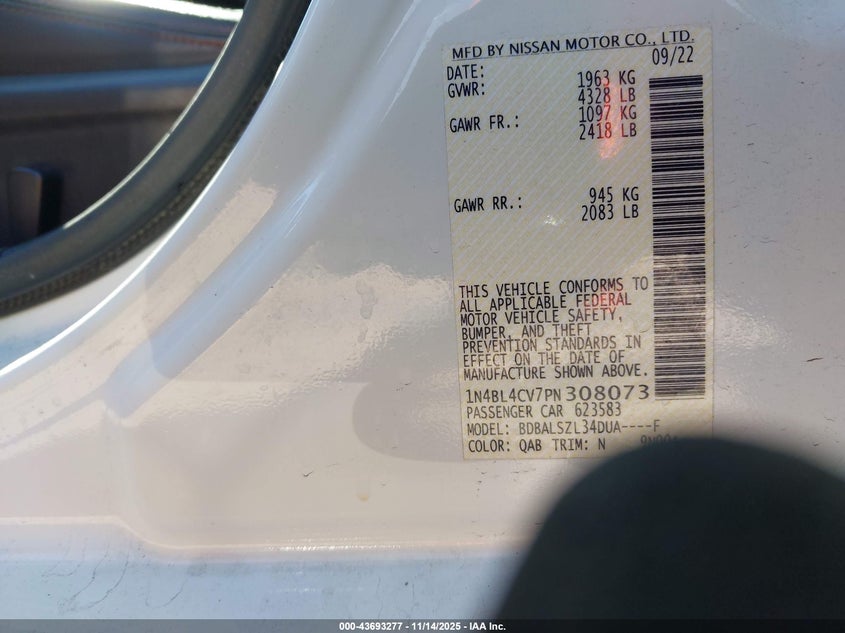 MFD BY NISSAN MOTOR CO., LTD.
DATE: 09/22
GVWR: 1963 KG
4328 LB
GAWR FR.: 1097 KG
2418 LB
GAWR RR.: 945 KG
2083 LB
THIS VEHICLE CONFORMS TO
ALL APPLICABLE FEDERAL
MOTOR VEHICLE SAFETY,
BUMPER, AND THEFT
PREVENTION STANDARDS IN
EFFECT ON THE DATE OF
MANUFACTURE SHOWN ABOVE.
1N4BL4CV7PN308073
PASSENGER CAR 623583
MODEL: BDBALSZL34DUA----F
COLOR: QAB TRIM: N
000-43693277 - 11/14/2025 - IAA Inc.